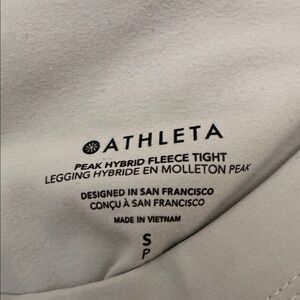 ATHLETA
PEAK HYBRID FLEECE TIGHT
LEGGING HYBRIDE EN MOLLETON PEAK
DESIGNED IN SAN FRANCISCO
CONÇU À SAN FRANCISCO
MADE IN VIETNAM
S
P